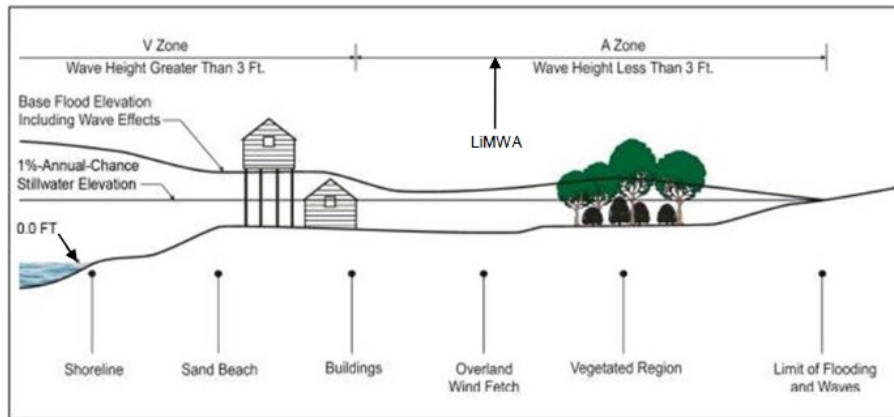 V Zone
Wave Height Greater Than 3 Ft.
A Zone
Wave Height Less Than 3 Ft.
LiMWA
Base Flood Elevation
Including Wave Effects
1%-Annual-Chance
Stillwater Elevation
0.0 FT
Shoreline
Sand Beach
Buildings
Overland
Wind Fetch
Vegetated Region
Limit of Flooding
and Waves